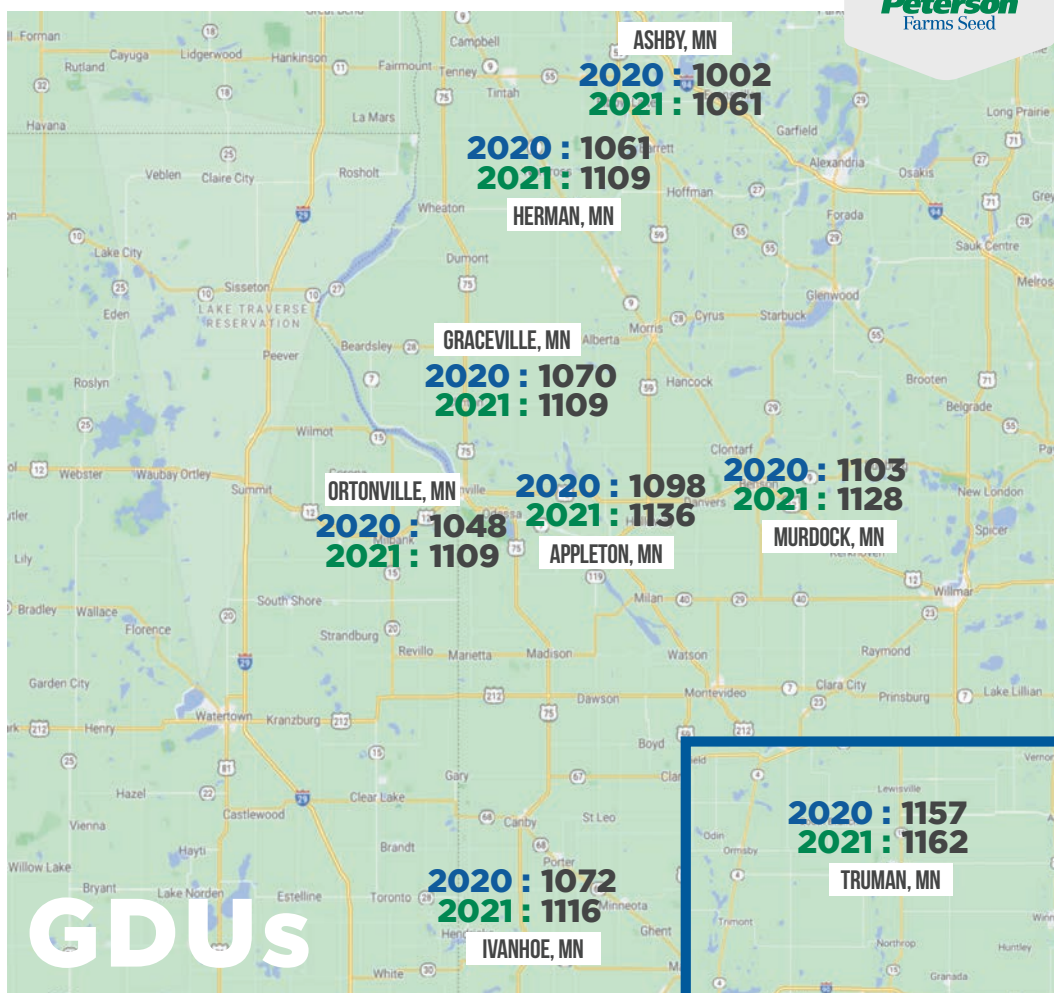 Peterson
Farms Seed
ASHBY, MN
2020 : 1002
2021 : 1061
2020 : 1061
2021 : 1109
HERMAN, MN
GRACEVILLE, MN
2020 : 1070
2021 : 1109
ORTONVILLE, MN
2020 : 1048
2021 : 1109
2020 : 1098
2021 : 1136
APPLETON, MN
2020 : 1103
2021 : 1128
MURDOCK, MN
2020 : 1072
2021 : 1116
IVANHOE, MN
2020 : 1157
2021 : 1162
TRUMAN, MN
GDUs
Forman
Cayuga
Lidgerwood
Hankinson
Fairmount
Rutland
Havana
Campbell
Tenney
Tintah
La Mars
Veblen
Claire City
Rosholt
Wheaton
Hoffman
Garfield
Alexandria
Osakis
Long Prairie
Forada
Sauk Centre
Melros
Lake City
Sisseton
Eden
LAKE TRAVERSE
RESERVATION
Peever
Dumont
Beardsley
Alberta
Morris
Cyrus
Starbuck
Glenwood
Hancock
Brooten
Belgrade
Roslyn
Wilmot
Clontarf
Webster
Waubay
Ortley
Summit
Odessa
Danvers
New London
Spicer
Lily
Milbank
Bradley
Wallace
Florence
South Shore
Strandburg
Revillo
Marietta
Madison
Milan
Watson
Willmar
Raymond
Garden City
Henry
Watertown
Kranzburg
Dawson
Montevideo
Clara City
Prinsburg
Lake Lillian
Boyd
Hazel
Castlewood
Clear Lake
Gary
Canby
St Leo
Vienna
Hayti
Brandt
Porter
Willow Lake
Bryant
Lake Norden
Estelline
Toronto
Minneota
Ghent
White
Lewisville
Odin
Ormsby
Trimont
Northrop
Huntley
Granada